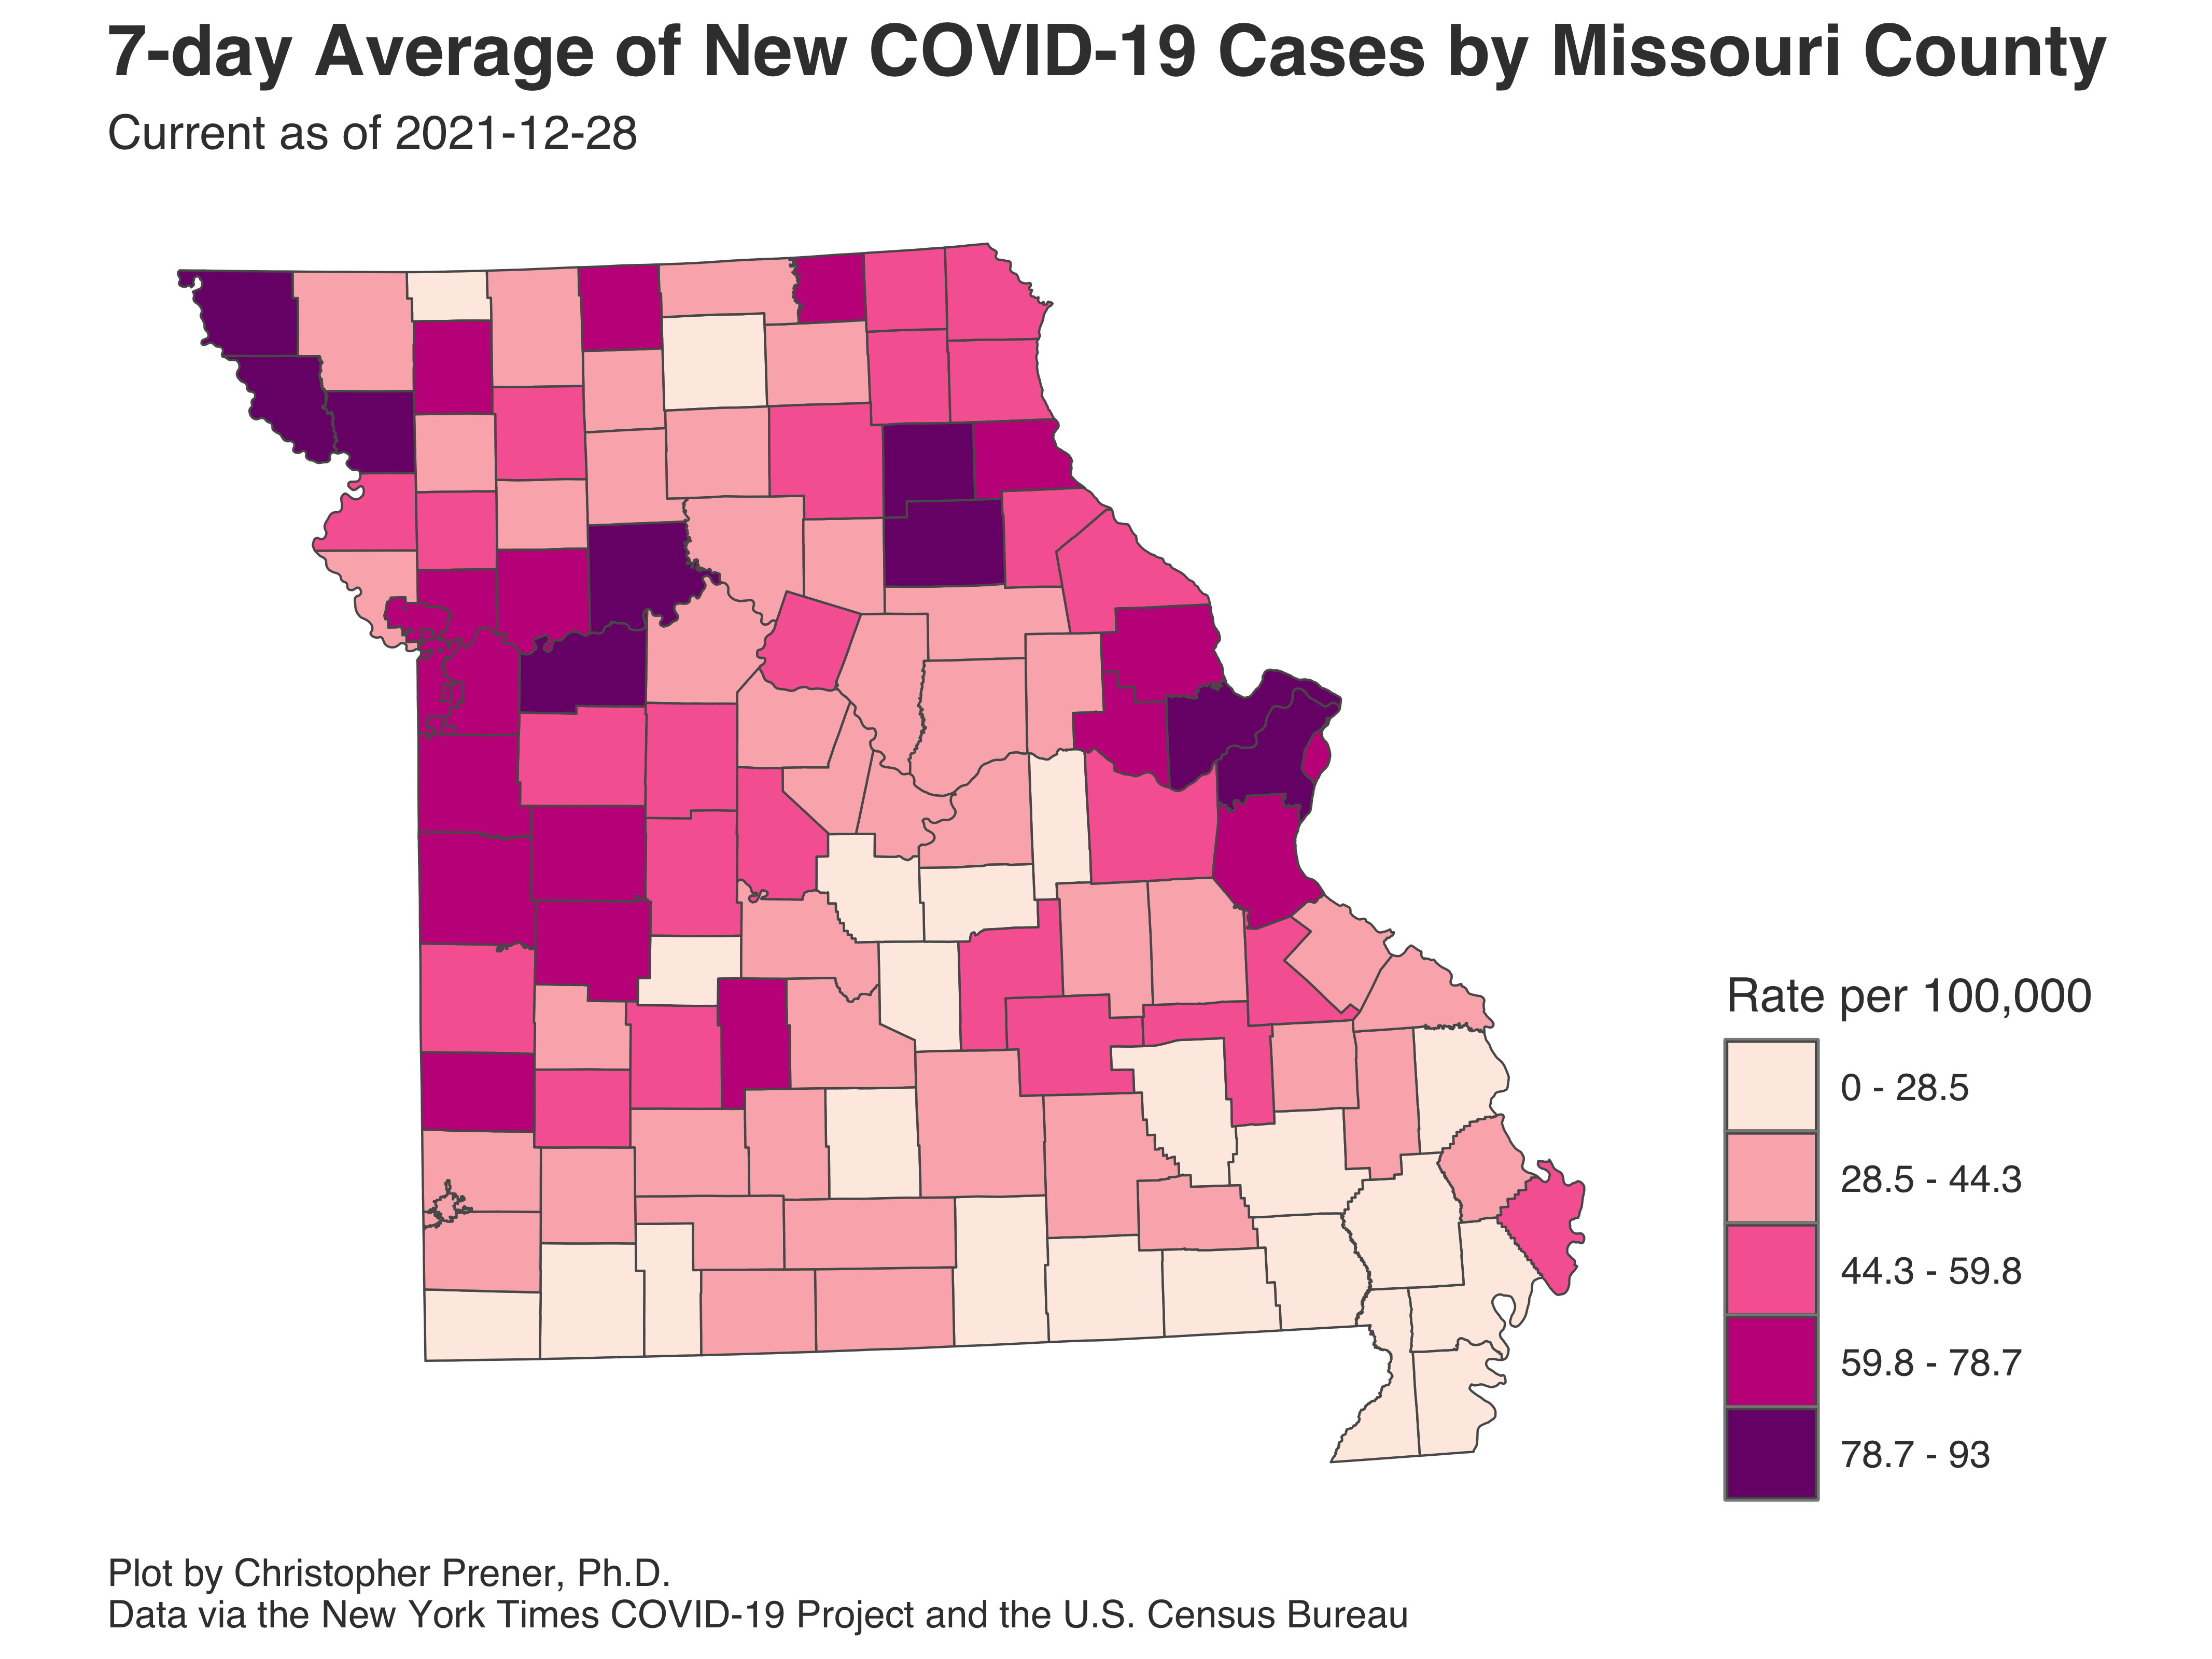 7-day Average of New COVID-19 Cases by Missouri County
Current as of 2021-12-28
Rate per 100,000
0 - 28.5
28.5 - 44.3
44.3 - 59.8
59.8 - 78.7
78.7 - 93
Plot by Christopher Prener, Ph.D.
Data via the New York Times COVID-19 Project and the U.S. Census Bureau